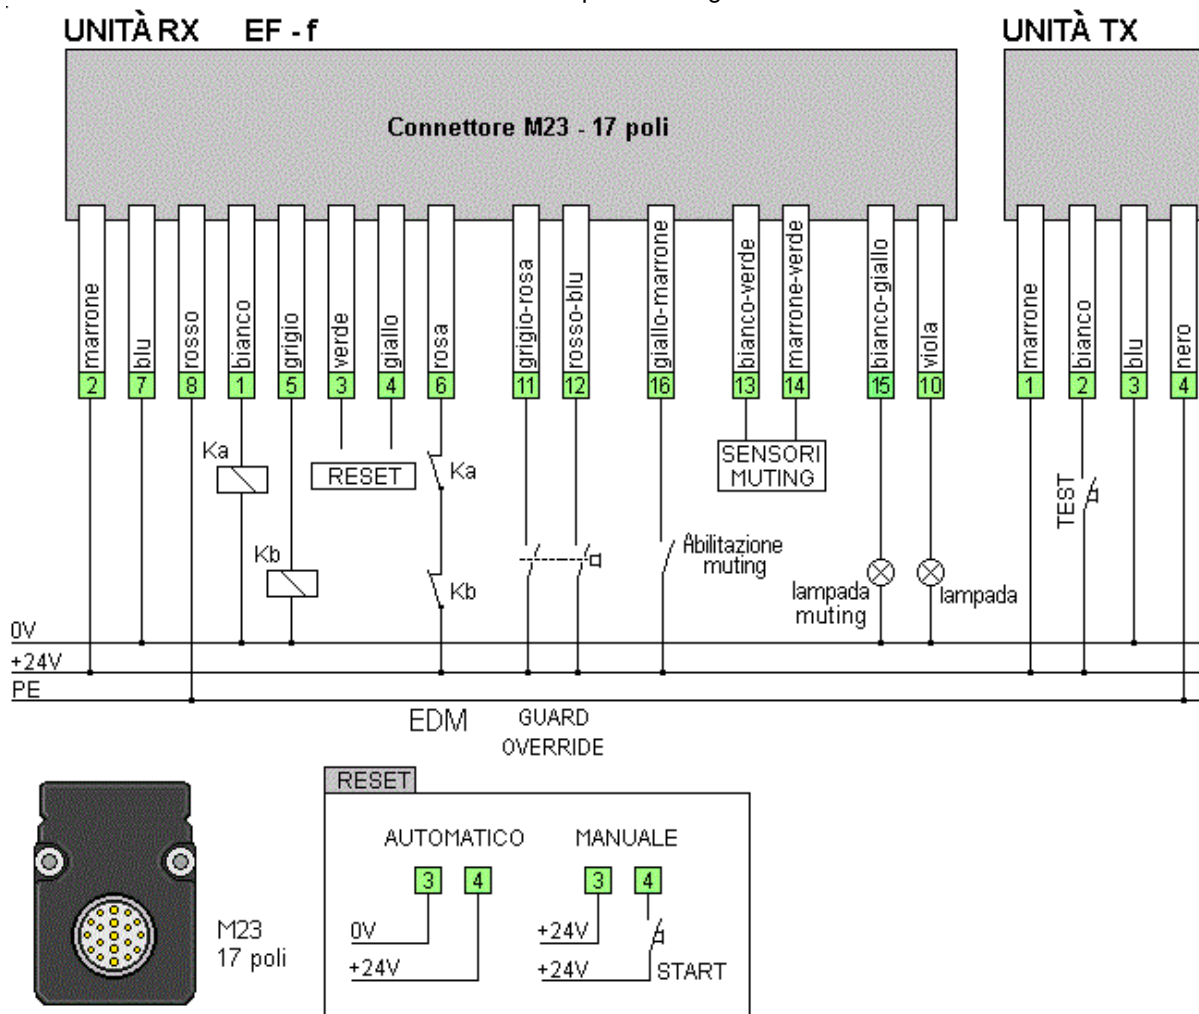 UNITÀ RX EF - f
UNITÀ TX
Connettore M23 - 17 poli
marrone
blu
rosso
bianco
grigio
verde
giallo
rosa
grigio-rosa
rosso-blu
giallo-marrone
bianco-verde
marrone-verde
bianco-giallo
viola
marrone
bianco
blu
nero
2 7 8 1 5 3 4 6 11 12 16 13 14 15 10 1 2 3 4
Ka
RESET
Ka
SENSORI
MUTING
TEST
Kb
Kb
Abilitazione
muting
lampada
muting
lampada
0V
+24V
PE
EDM
GUARD
OVERRIDE
RESET
AUTOMATICO
MANUALE
3 4 3 4
0V
+24V
+24V
+24V
START
M23
17 poli